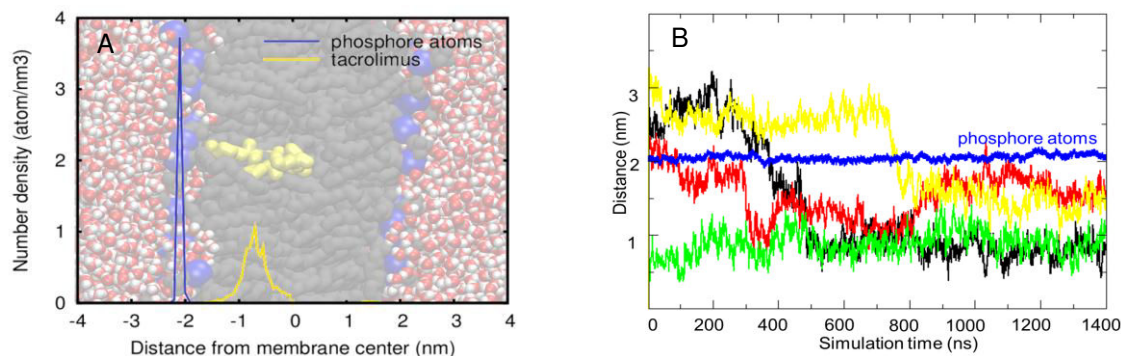 A
phosphore atoms
tacrolimus
Number density (atom/nm3)
4
3
2
1
0
-4 -3 -2 -1 0 1 2 3 4
Distance from membrane center (nm)
B
phosphore atoms
Distance (nm)
3
2
1
0 200 400 600 800 1000 1200 1400
Simulation time (ns)